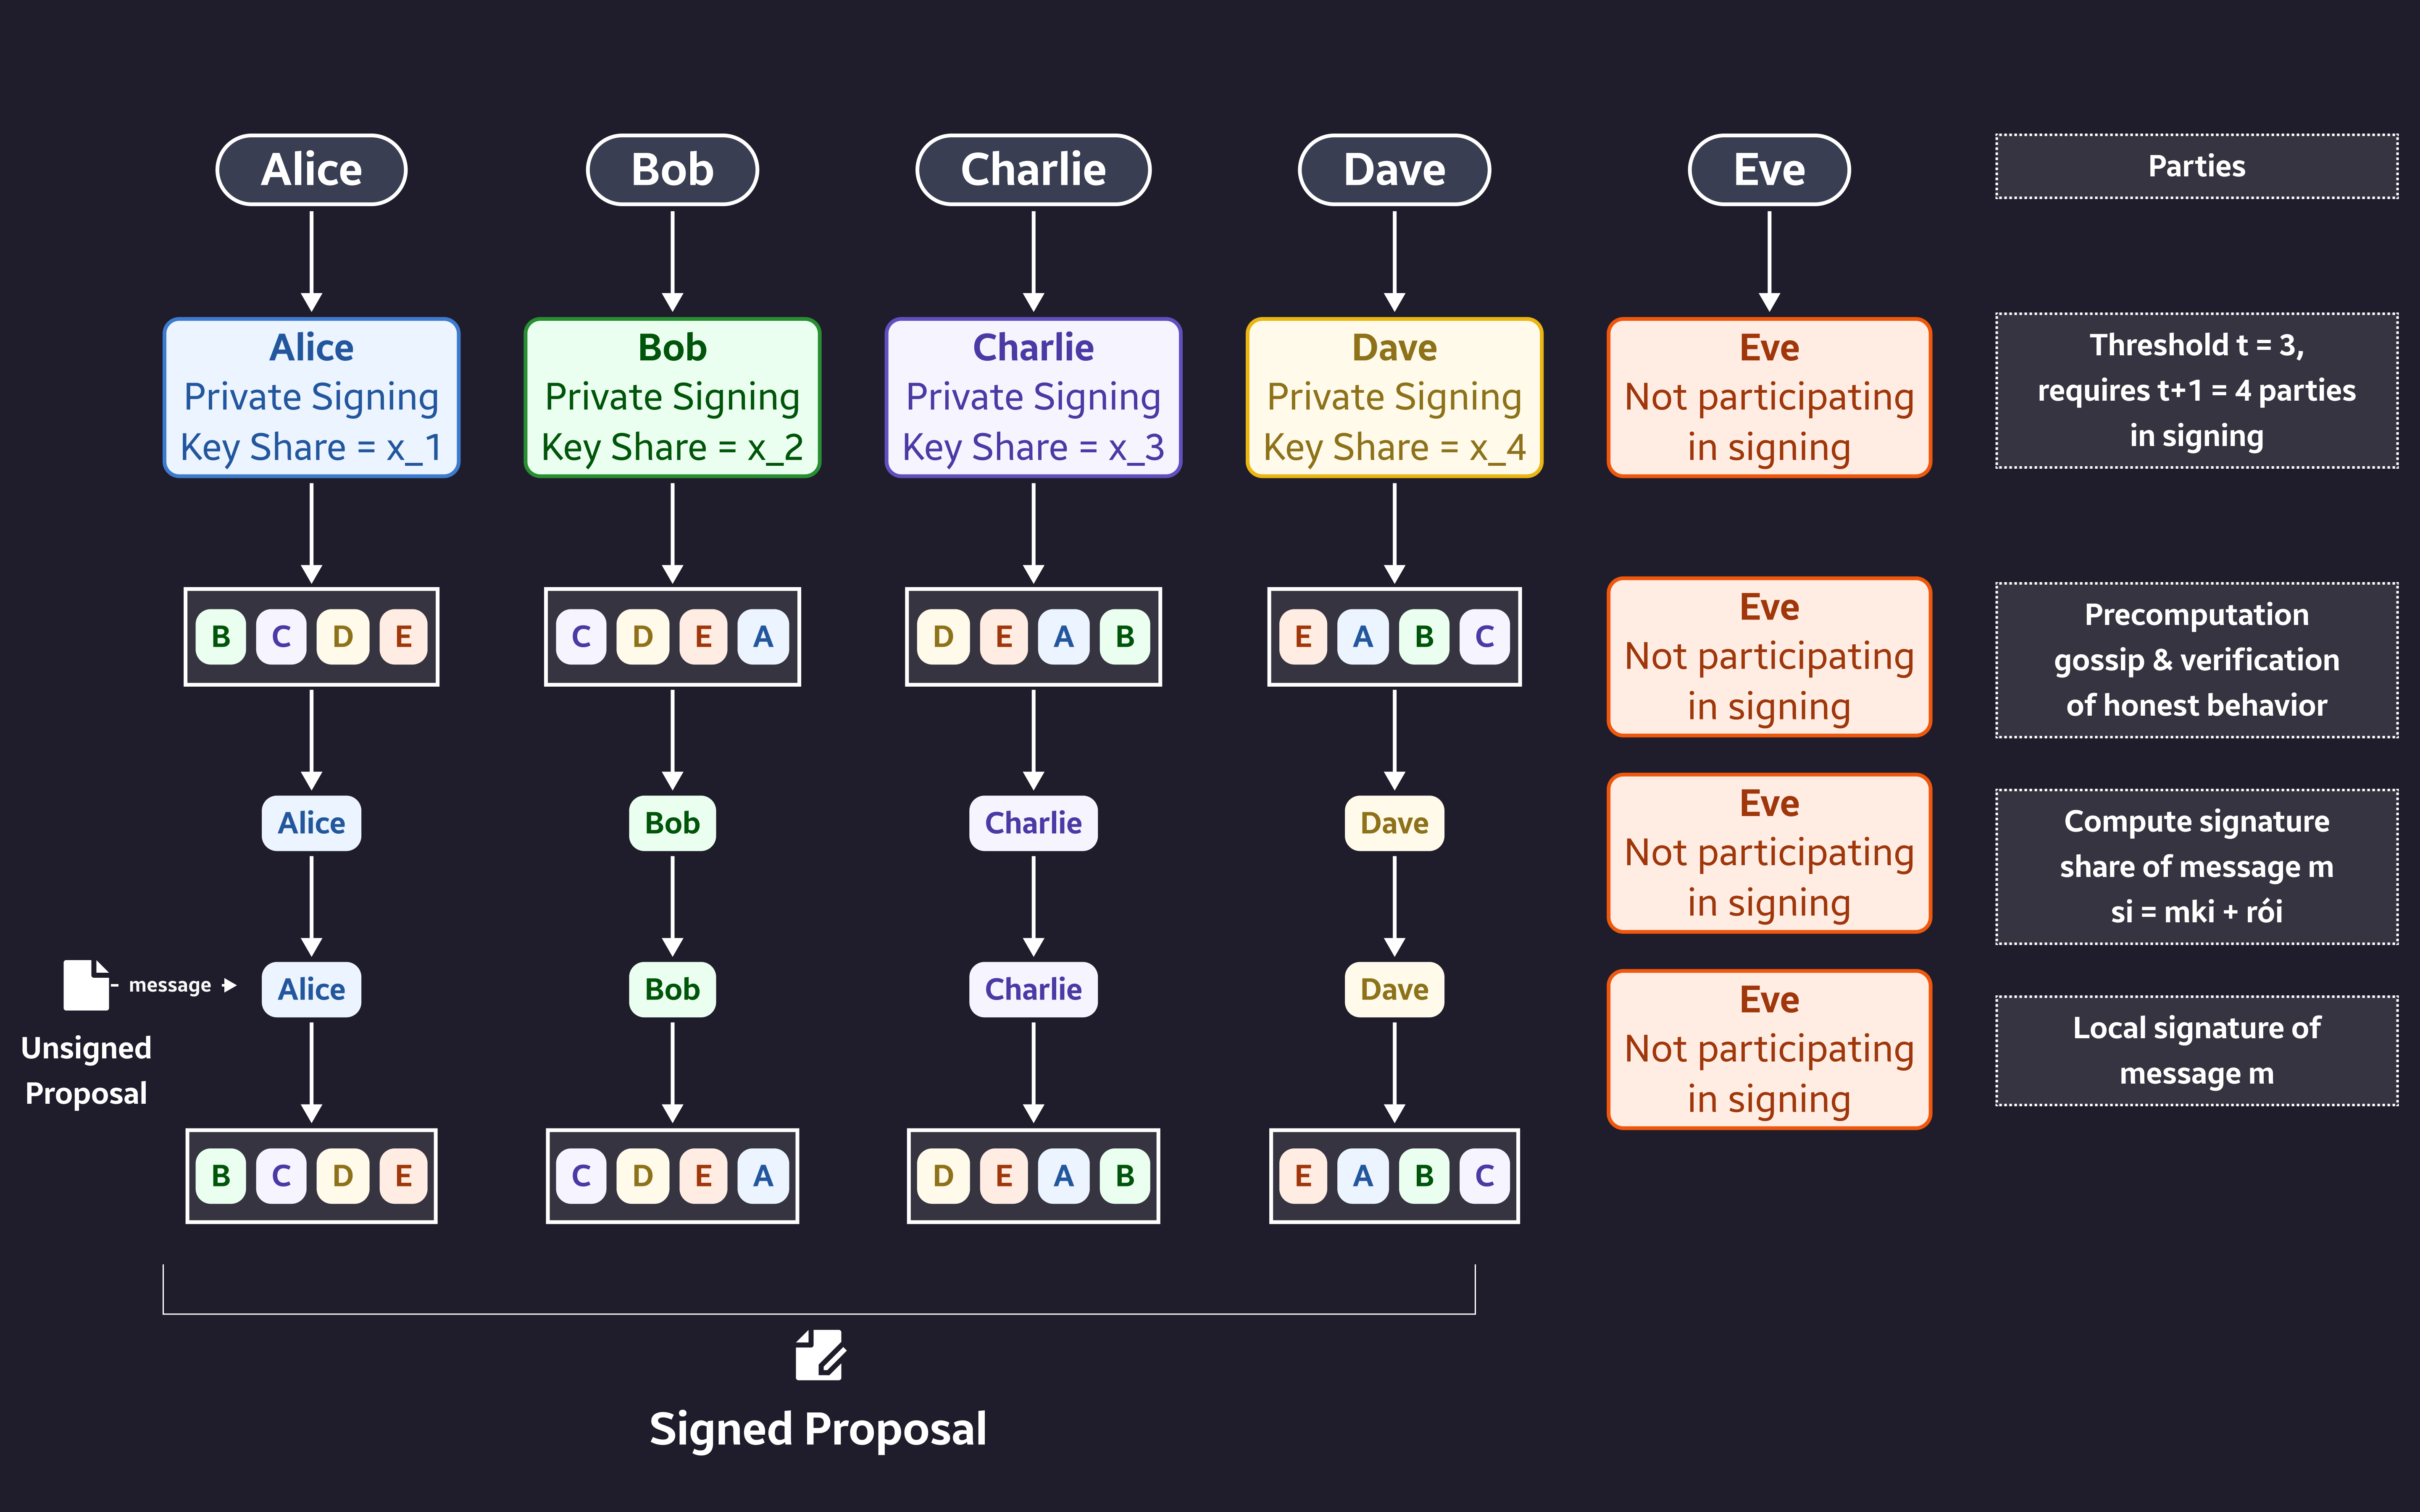 Alice
Bob
Charlie
Dave
Eve
Parties
Alice
Private Signing
Key Share = x_1
Bob
Private Signing
Key Share = x_2
Charlie
Private Signing
Key Share = x_3
Dave
Private Signing
Key Share = x_4
Eve
Not participating
in signing
Threshold t = 3,
requires t+1 = 4 parties
in signing
B C D E
C D E A
D E A B
E A B C
Eve
Not participating
in signing
Precomputation
gossip & verification
of honest behavior
Alice
Bob
Charlie
Dave
Eve
Not participating
in signing
Compute signature
share of message m
si = mki + rói
message
Unsigned
Proposal
Alice
Bob
Charlie
Dave
Eve
Not participating
in signing
Local signature of
message m
B C D E
C D E A
D E A B
E A B C
Signed Proposal